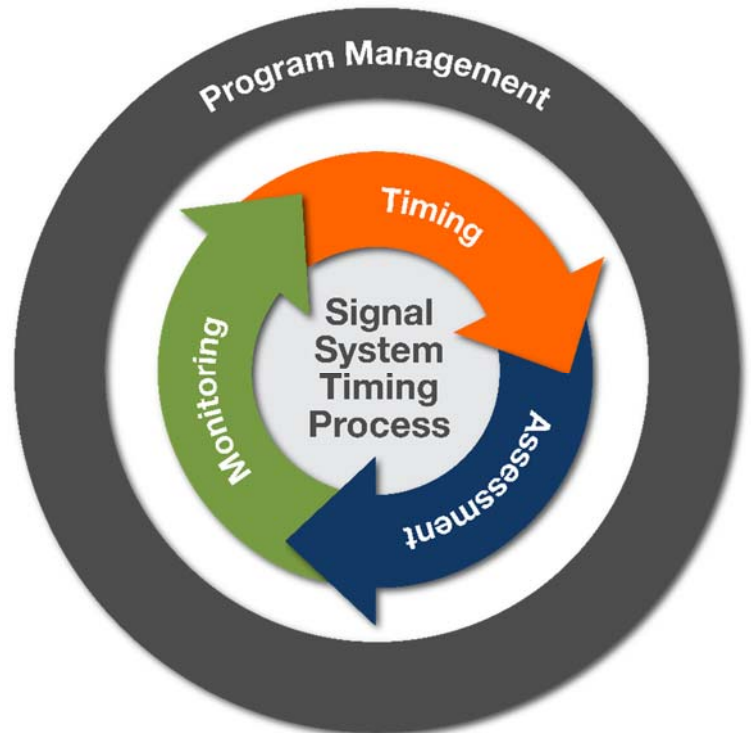 Program Management
Timing
Signal
System
Timing
Process
Monitoring
Assessment